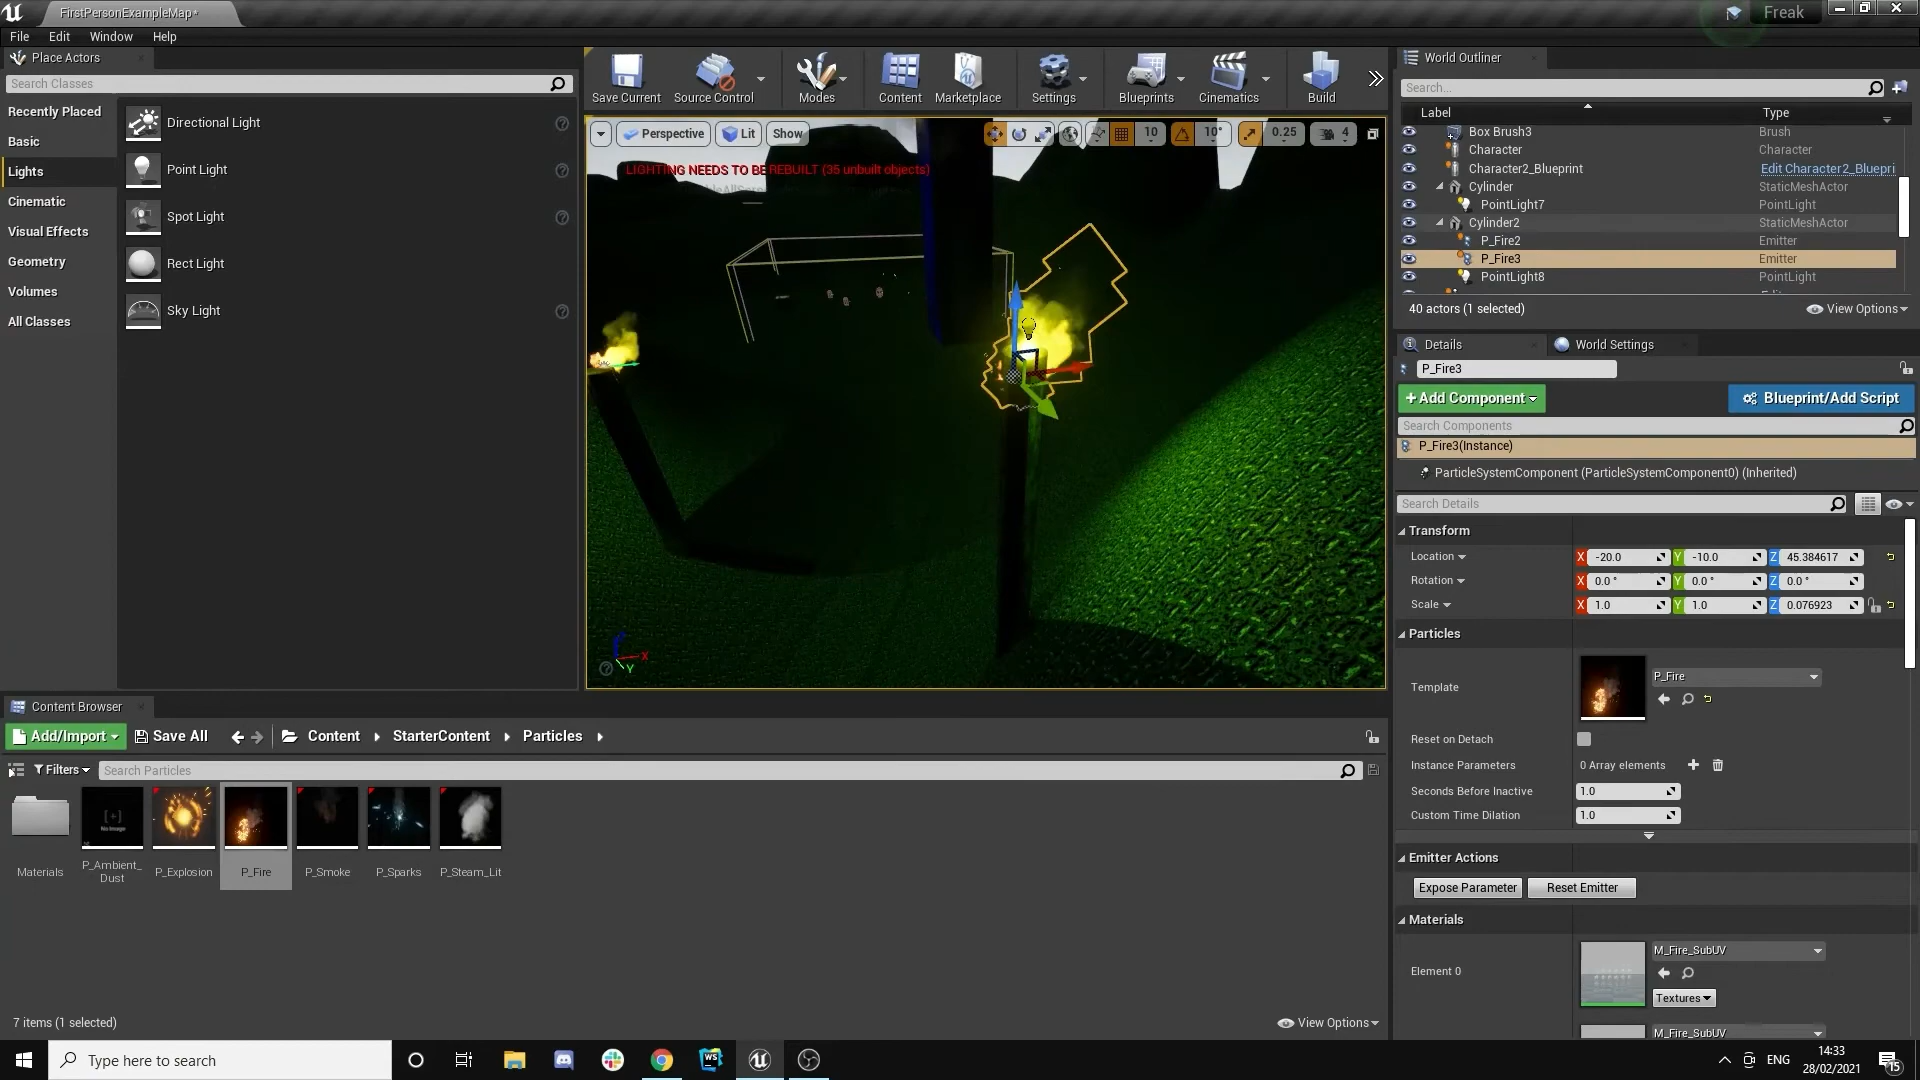 FirstPersonExampleMap*
Freak
File Edit Window Help
Place Actors
Search Classes
Recently Placed
Basic
Lights
Cinematic
Visual Effects
Geometry
Volumes
All Classes
Directional Light
Point Light
Spot Light
Rect Light
Sky Light
Save Current
Source Control
Modes
Content
Marketplace
Settings
Blueprints
Cinematics
Build
Perspective
Lit
Show
10
10°
0.25
4
LIGHTING NEEDS TO BE REBUILT (35 unbuilt objects)
X
Y
World Outliner
Search...
Label Type
Box Brush3 Brush
Character Character
Character2_Blueprint Edit Character2_Bluepri
Cylinder StaticMeshActor
PointLight7 PointLight
Cylinder2 StaticMeshActor
P_Fire2 Emitter
P_Fire3 Emitter
PointLight8 PointLight
40 actors (1 selected)
View Options
Details
World Settings
P_Fire3
+Add Component
Blueprint/Add Script
Search Components
P_Fire3(Instance)
ParticleSystemComponent (ParticleSystemComponent0) (Inherited)
Search Details
Transform
Location X -20.0 Y -10.0 Z 45.384617
Rotation X 0.0 ° Y 0.0 ° Z 0.0 °
Scale X 1.0 Y 1.0 Z 0.076923
Particles
Template
P_Fire
Reset on Detach
Instance Parameters 0 Array elements
Seconds Before Inactive 1.0
Custom Time Dilation 1.0
Emitter Actions
Expose Parameter
Reset Emitter
Materials
Element 0
M_Fire_SubUV
Textures
M_Fire_SubUV
Content Browser
Add/Import
Save All
Content
StarterContent
Particles
Filters
Search Particles
Materials
P_Ambient_
Dust
P_Explosion
P_Fire
P_Smoke
P_Sparks
P_Steam_Lit
[+]
No Image
7 items (1 selected)
View Options
Type here to search
WS
ENG
14:33
28/02/2021
15